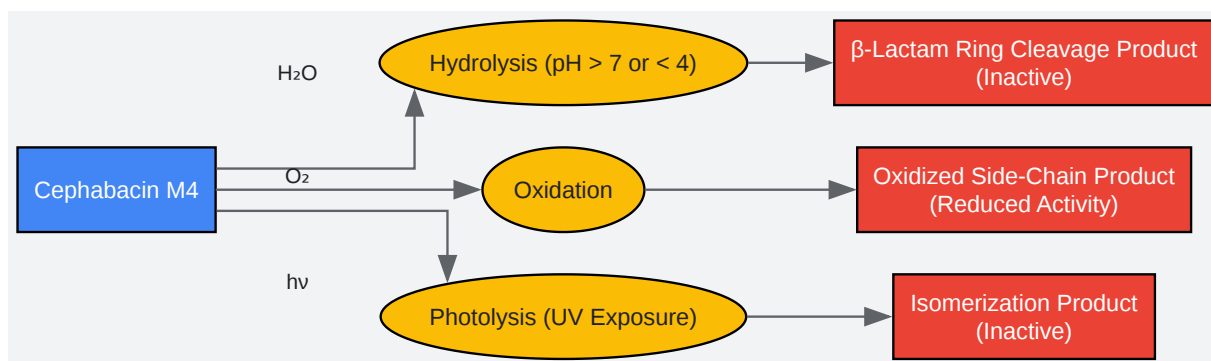 H₂O
Hydrolysis (pH > 7 or < 4)
β-Lactam Ring Cleavage Product
(Inactive)
Cephabacin M4
O₂
Oxidation
Oxidized Side-Chain Product
(Reduced Activity)
hν
Photolysis (UV Exposure)
Isomerization Product
(Inactive)